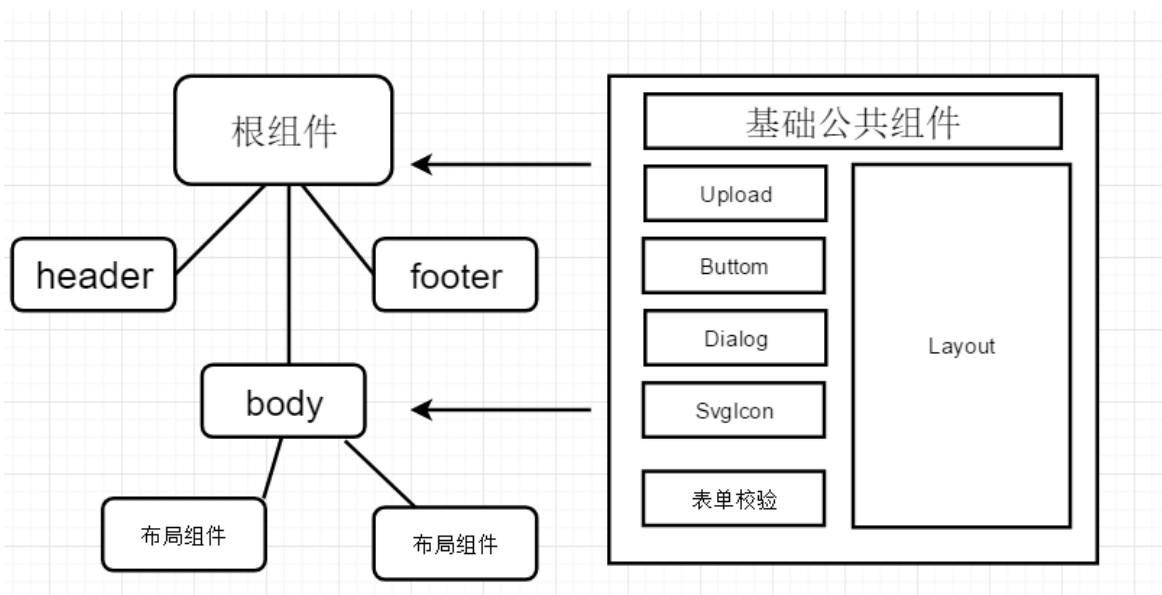 根组件
header
footer
body
布局组件
布局组件
基础公共组件
Upload
Buttom
Dialog
SvgIcon
表单校验
Layout